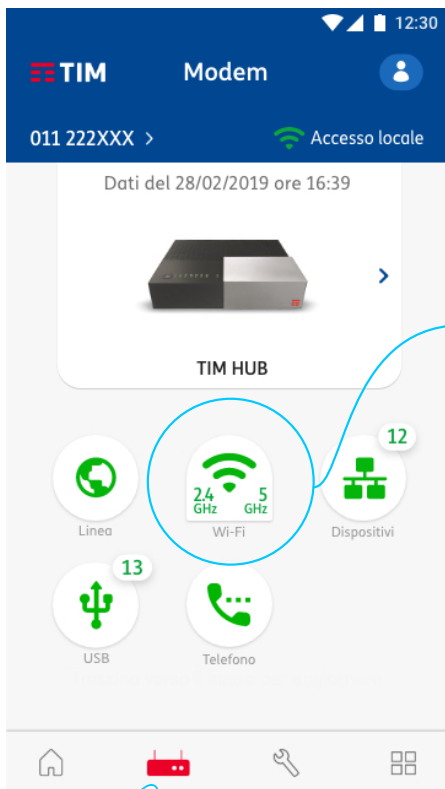 12:30
TIM Modem
011 222XXX > Accesso locale
Dati del 28/02/2019 ore 16:39
TIM HUB
12
2.4 GHz 5 GHz
Linea Wi-Fi Dispositivi
13
USB Telefono